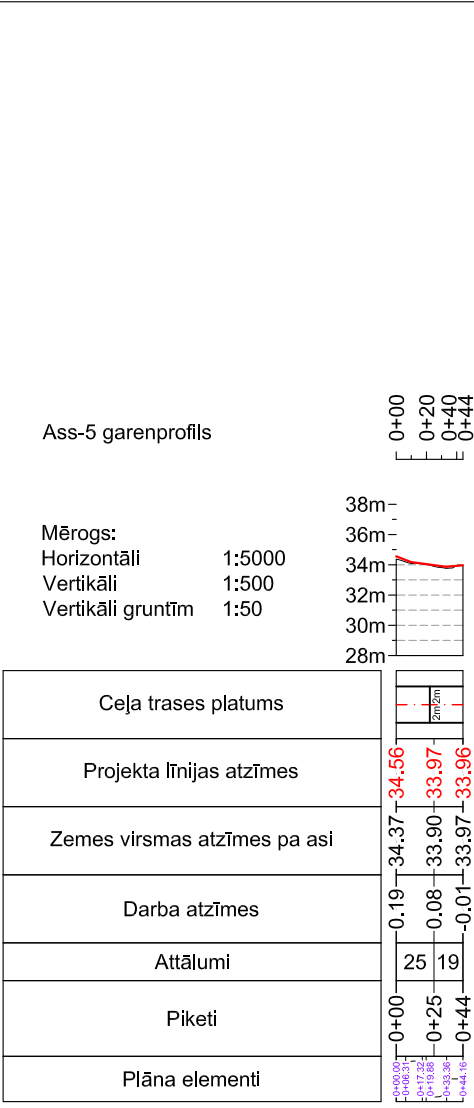 0+00
0+20
0+40
0+44
Ass-5 garenprofils
38m
36m
34m
32m
30m
28m
Mērogs:
Horizontāli 1:5000
Vertikāli 1:500
Vertikāli gruntīm 1:50
Ceļa trases platums
2m 2m
Projekta līnijas atzīmes
34.56
33.97
33.96
Zemes virsmas atzīmes pa asi
34.37
33.90
33.97
Darba atzīmes
0.19
0.08
-0.01
Attālumi
25 19
Piketi
0+00
0+25
0+44
Plāna elementi
0+00.00
0+06.31
0+17.32
0+19.88
0+33.36
0+44.16